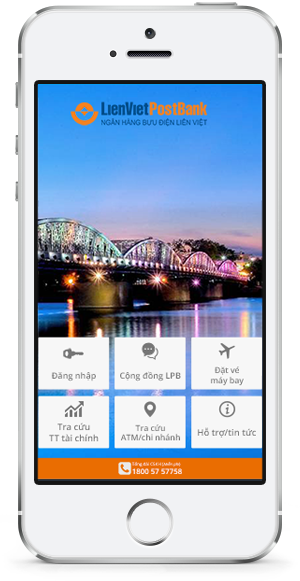 LienVietPostBank
NGÂN HÀNG BƯU ĐIỆN LIÊN VIỆT
Đăng nhập
Cộng đồng LPB
Đặt vé
máy bay
Tra cứu
TT tài chính
Tra cứu
ATM/chi nhánh
Hỗ trợ/tin tức
1800 57 57758